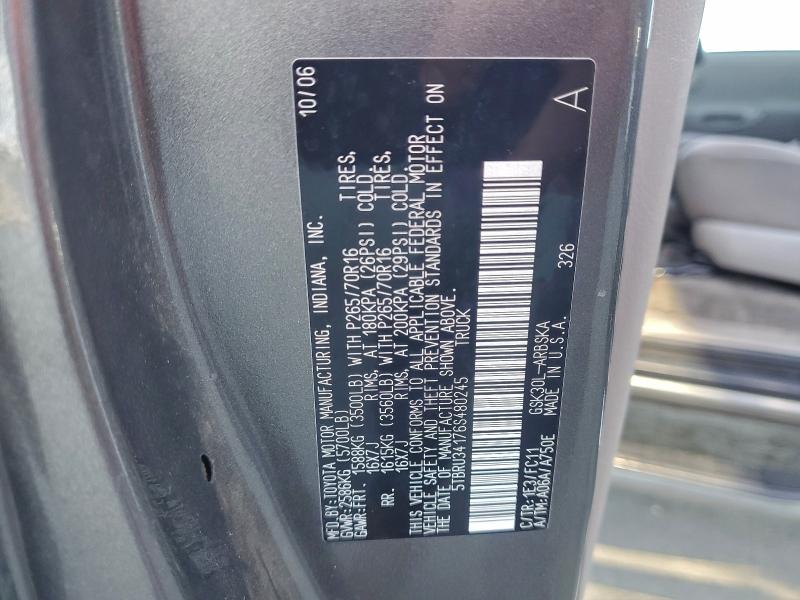 MFD.BY:TOYOTA MOTOR MANUFACTURING, INDIANA, INC. 10/06
GVWR:2586KG(5700LB)
GAWR:FRT. 1588KG (3500LB) WITH P265/70R16 TIRES,
16X7J RIMS, AT 180KPA (26PSI) COLD.
RR. 1615KG (3560LB) WITH P265/70R16 TIRES,
16X7J RIMS, AT 200KPA (29PSI) COLD.
THIS VEHICLE CONFORMS TO ALL APPLICABLE FEDERAL MOTOR
VEHICLE SAFETY AND THEFT PREVENTION STANDARDS IN EFFECT ON
THE DATE OF MANUFACTURE SHOWN ABOVE.
5TBRU34176S480245 TRUCK
C/TR:1E3/FC11 326 A
A/TM:A06A/A750E GSK30L-ARBSKA
MADE IN U.S.A.